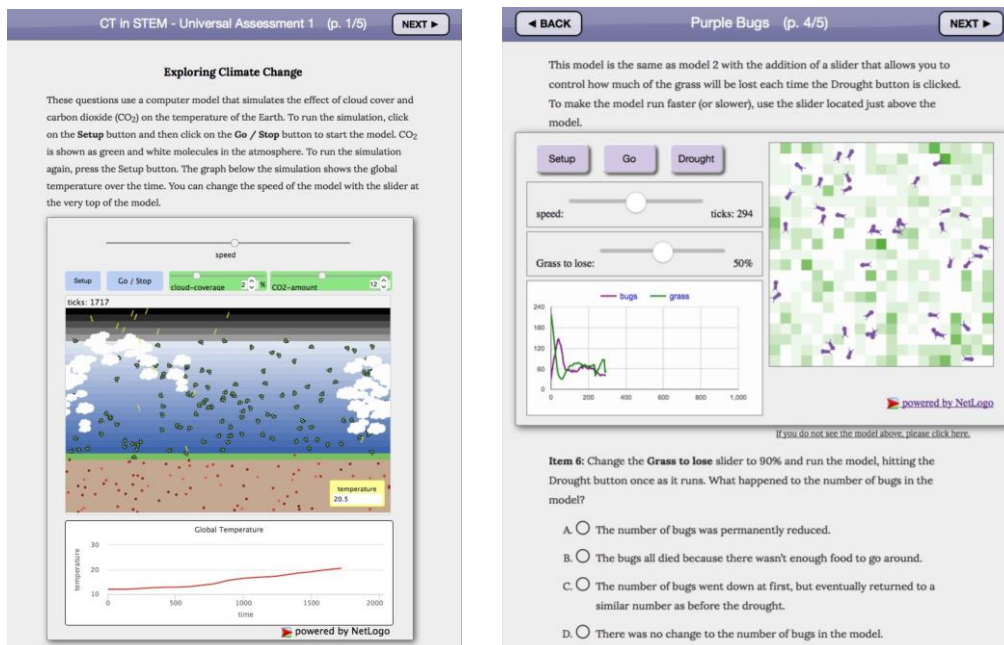 CT in STEM - Universal Assessment 1 (p. 1/5)
NEXT ►
Exploring Climate Change
These questions use a computer model that simulates the effect of cloud cover and
carbon dioxide (CO₂) on the temperature of the Earth. To run the simulation, click
on the Setup button and then click on the Go / Stop button to start the model. CO₂
is shown as green and white molecules in the atmosphere. To run the simulation
again, press the Setup button. The graph below the simulation shows the global
temperature over the time. You can change the speed of the model with the slider at
the very top of the model.
speed
Setup
Go / Stop
cloud-coverage 2 %
CO2-amount 12
ticks: 1717
temperature
20.5
Global Temperature
temperature
30
20
10
0 500 1000 1500 2000
time
powered by NetLogo
◄ BACK
Purple Bugs (p. 4/5)
NEXT ►
This model is the same as model 2 with the addition of a slider that allows you to
control how much of the grass will be lost each time the Drought button is clicked.
To make the model run faster (or slower), use the slider located just above the
model.
Setup
Go
Drought
speed: ticks: 294
Grass to lose: 50%
bugs grass
240
180
120
60
0
0 200 400 600 800 1,000
powered by NetLogo
If you do not see the model above, please click here.
Item 6: Change the Grass to lose slider to 90% and run the model, hitting the
Drought button once as it runs. What happened to the number of bugs in the
model?
A. The number of bugs was permanently reduced.
B. The bugs all died because there wasn't enough food to go around.
C. The number of bugs went down at first, but eventually returned to a
similar number as before the drought.
D. There was no change to the number of bugs in the model.